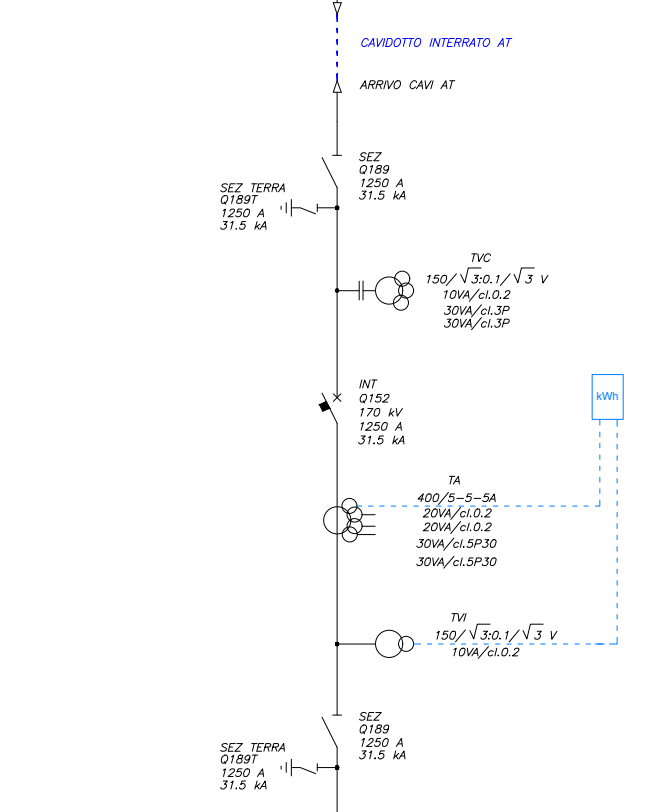 CAVIDOTTO INTERRATO AT
ARRIVO CAVI AT
SEZ
Q189
1250 A
31.5 kA
SEZ TERRA
Q189T
1250 A
31.5 kA
TVC
150/√3:0.1/√3 V
10VA/cl.0.2
30VA/cl.3P
30VA/cl.3P
INT
Q152
170 kV
1250 A
31.5 kA
kWh
TA
400/5-5-5A
20VA/cl.0.2
20VA/cl.0.2
30VA/cl.5P30
30VA/cl.5P30
TVI
150/√3:0.1/√3 V
10VA/cl.0.2
SEZ
Q189
1250 A
31.5 kA
SEZ TERRA
Q189T
1250 A
31.5 kA